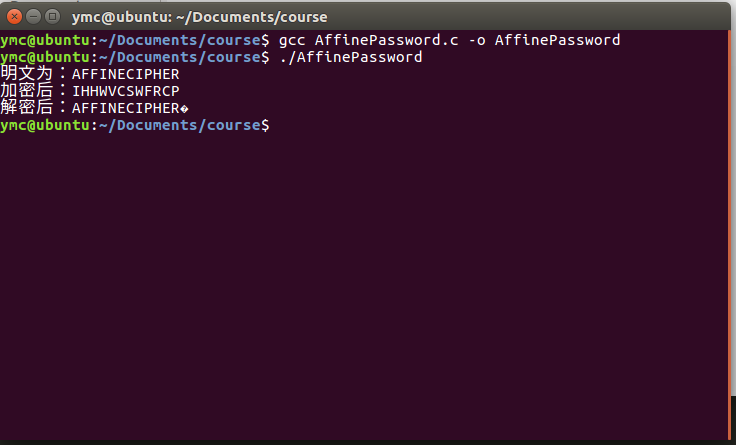 ymc@ubuntu: ~/Documents/course
ymc@ubuntu:~/Documents/course$ gcc AffinePassword.c -o AffinePassword
ymc@ubuntu:~/Documents/course$ ./AffinePassword
明文为：AFFINECIPHER
加密后：IHHWVCSWFRCP
解密后：AFFINECIPHER�
ymc@ubuntu:~/Documents/course$